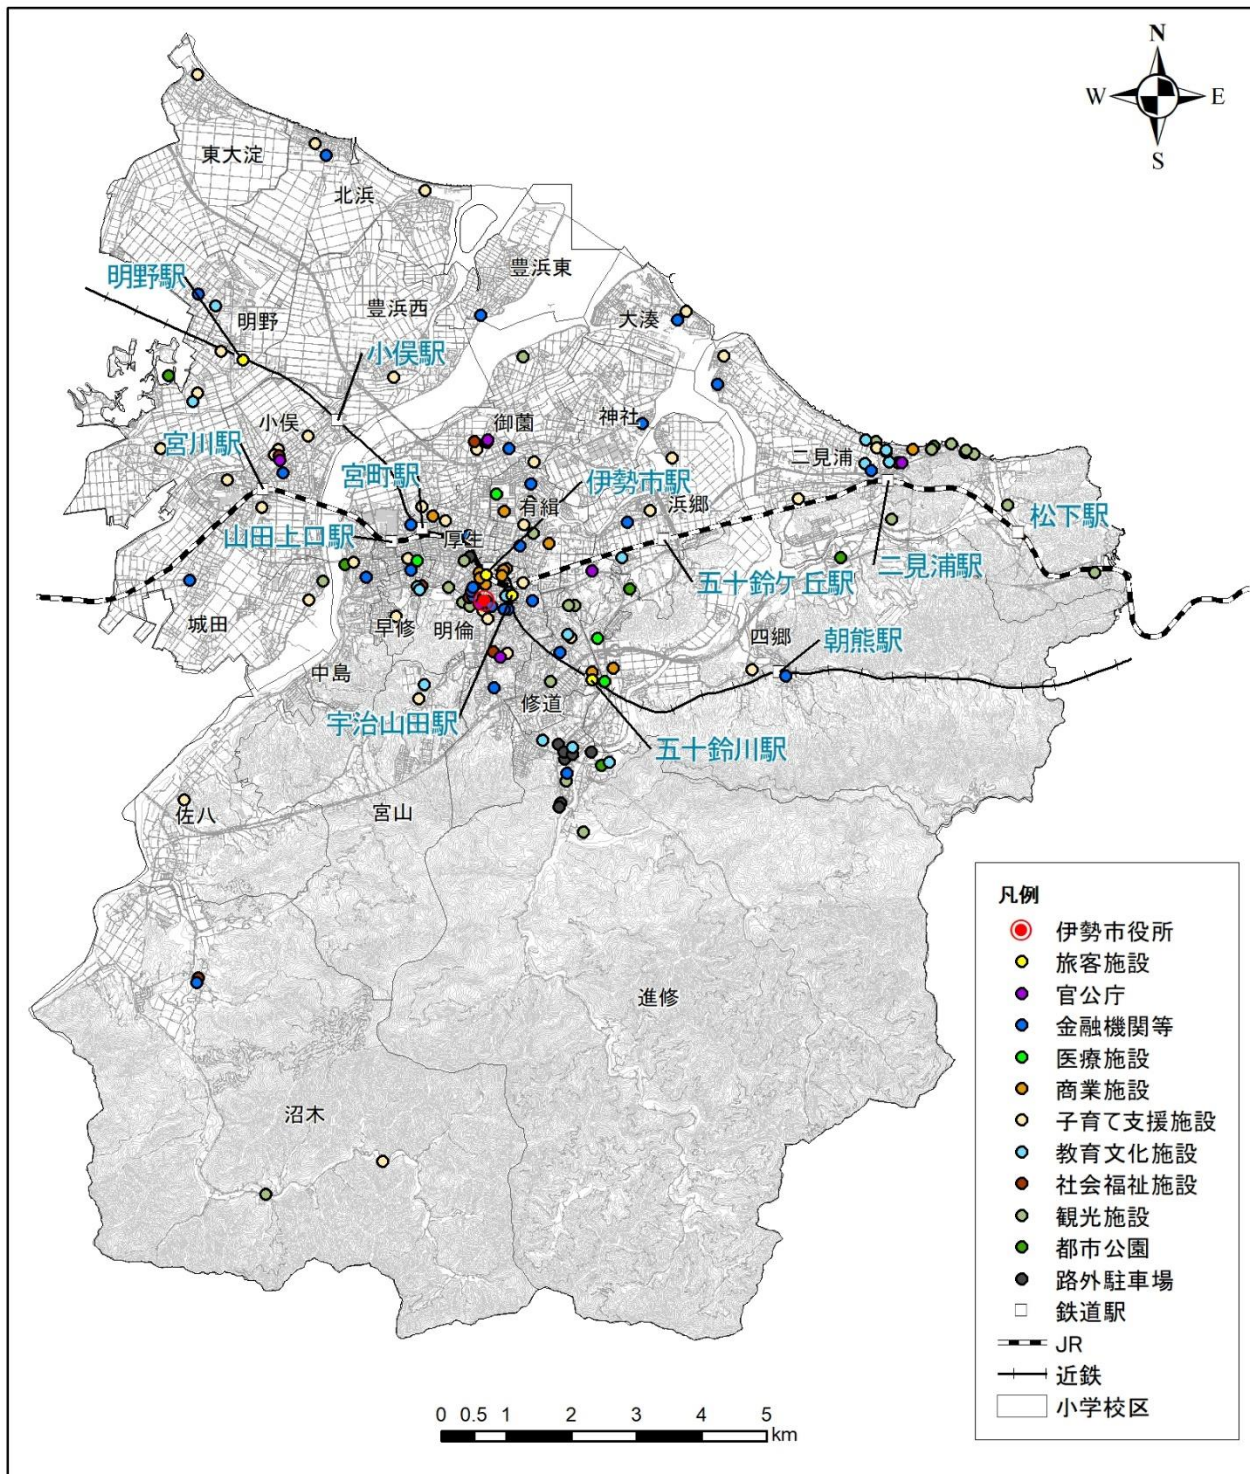 N
W
E
S
東大淀
北浜
豊浜東
明野駅
豊浜西
明野
大湊
小俣駅
小俣
御薗
神社
宮川駅
二見浦
宮町駅
伊勢市駅
有緝
浜郷
松下駅
山田上口駅
厚生
五十鈴ケ丘駅
二見浦駅
城田
早修
明倫
四郷
朝熊駅
中島
修道
宇治山田駅
五十鈴川駅
佐八
宮山
進修
沼木
凡例
伊勢市役所
旅客施設
官公庁
金融機関等
医療施設
商業施設
子育て支援施設
教育文化施設
社会福祉施設
観光施設
都市公園
路外駐車場
鉄道駅
JR
近鉄
小学校区
0 0.5 1 2 3 4 5
km